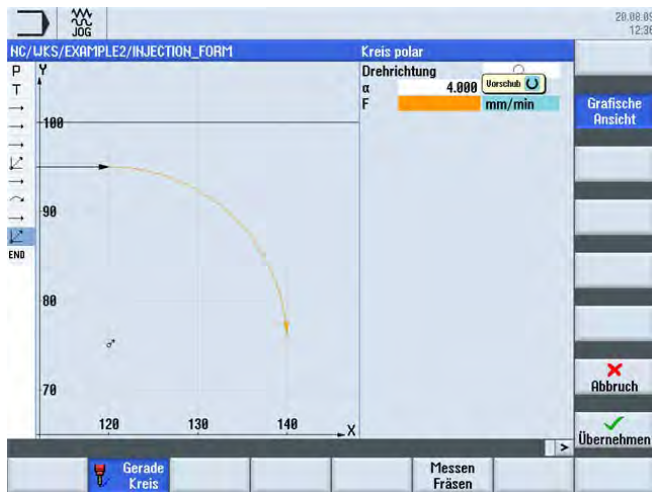 JOG
20.08.09
12:36
NC/WKS/EXAMPLE2/INJECTION_FORM
Kreis polar
P
T
END
Y
100
90
80
70
120
130
140
X
Drehrichtung
α 4.000
Vorschub
F mm/min
Grafische
Ansicht
Abbruch
Übernehmen
>
Gerade
Kreis
Messen
Fräsen